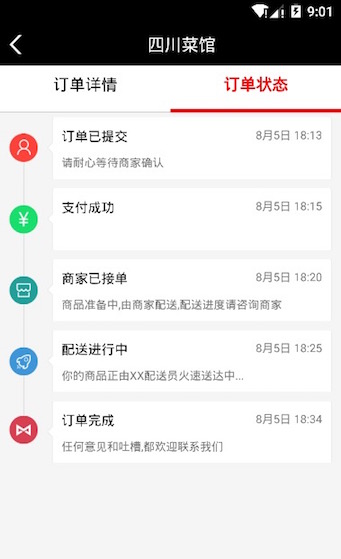 9:01
四川菜馆
订单详情
订单状态
订单已提交
8月5日 18:13
请耐心等待商家确认
¥
支付成功
8月5日 18:15
商家已接单
8月5日 18:20
商品准备中,由商家配送,配送进度请咨询商家
配送进行中
8月5日 18:25
你的商品正由XX配送员火速送达中...
订单完成
8月5日 18:34
任何意见和吐槽,都欢迎联系我们